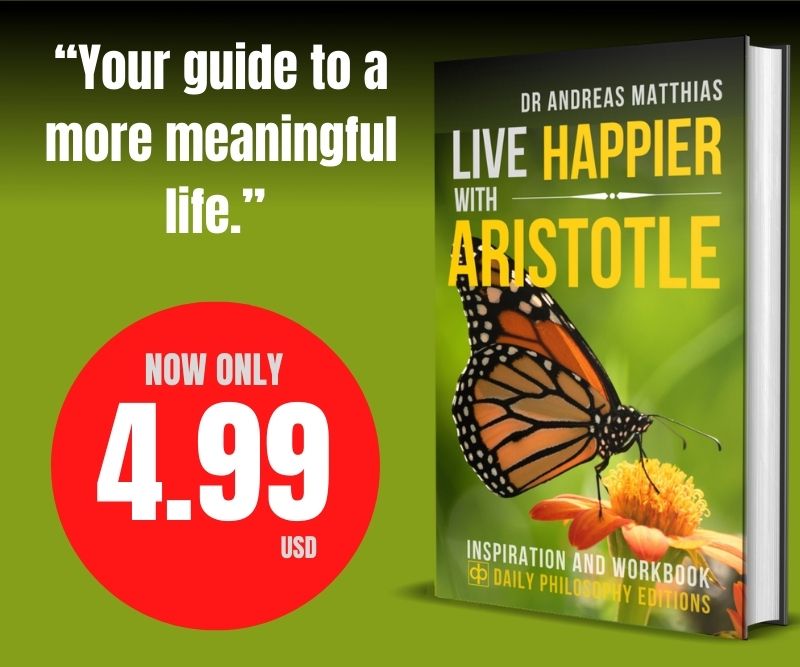 “Your guide to a
more meaningful
life.”
NOW ONLY
4.99
USD
DR ANDREAS MATTHIAS
LIVE HAPPIER
WITH
ARISTOTLE
INSPIRATION AND WORKBOOK
dp DAILY PHILOSOPHY EDITIONS